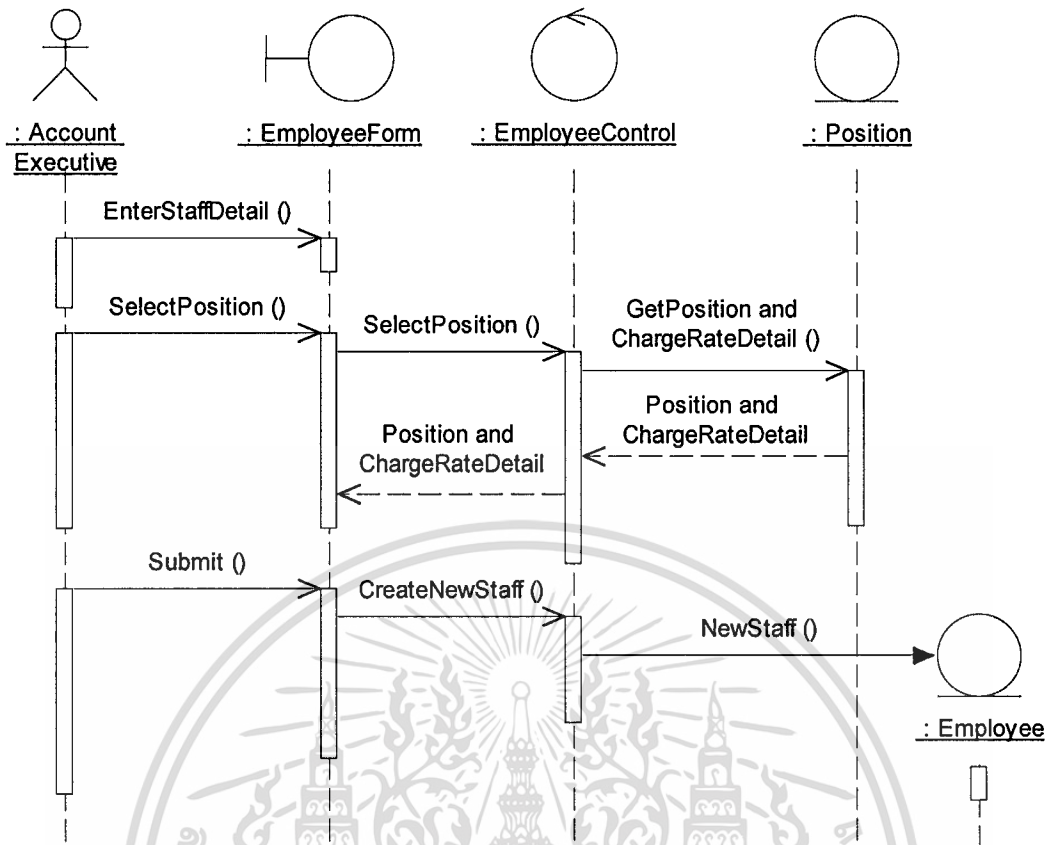 : Account
Executive
: EmployeeForm
: EmployeeControl
: Position
EnterStaffDetail ()
SelectPosition ()
SelectPosition ()
GetPosition and
ChargeRateDetail ()
Position and
ChargeRateDetail
Position and
ChargeRateDetail
Submit ()
CreateNewStaff ()
NewStaff ()
: Employee